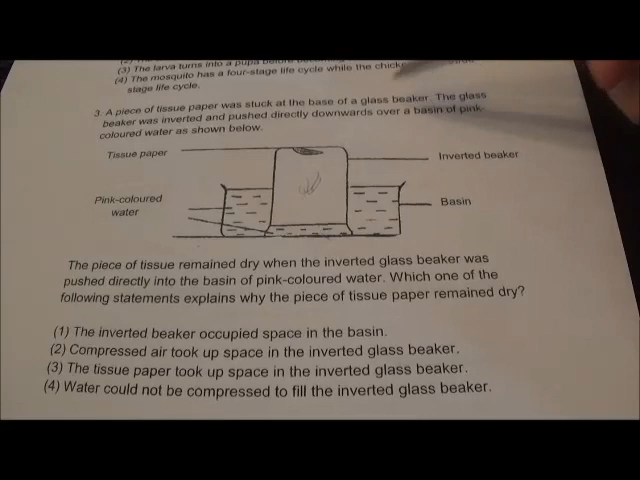 (3) The larva turns into a pupa before
(4) The mosquito has a four-stage life cycle while the
stage life cycle.
3. A piece of tissue paper was stuck at the base of a glass beaker. The glass
beaker was inverted and pushed directly downwards over a basin of pink-
coloured water as shown below.
Tissue paper
Inverted beaker
Pink-coloured
water
Basin
The piece of tissue remained dry when the inverted glass beaker was
pushed directly into the basin of pink-coloured water. Which one of the
following statements explains why the piece of tissue paper remained dry?
(1) The inverted beaker occupied space in the basin.
(2) Compressed air took up space in the inverted glass beaker.
(3) The tissue paper took up space in the inverted glass beaker.
(4) Water could not be compressed to fill the inverted glass beaker.